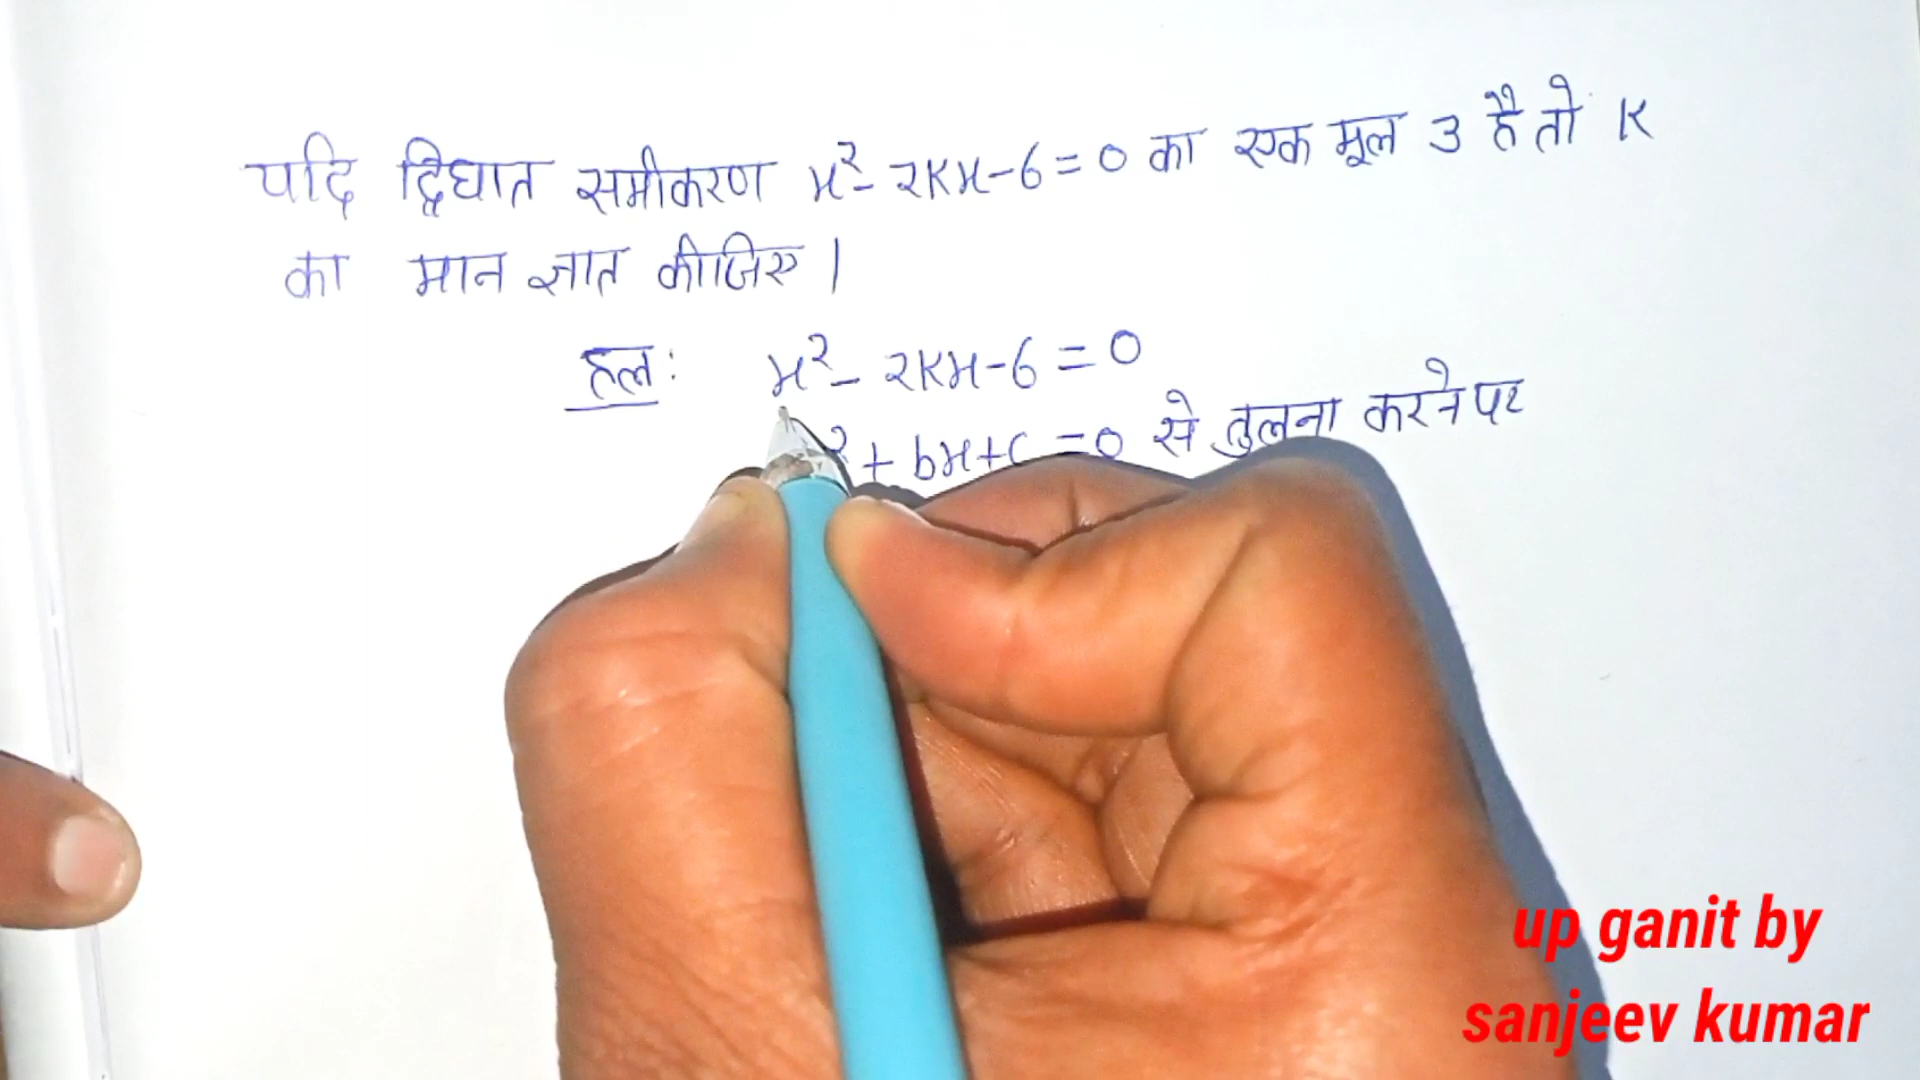 यदि द्विघात समीकरण x²- 2Kx-6=0 का एक मूल 3 है तो K
का मान ज्ञात कीजिए।
हल: x²- 2Kx-6=0
² + bx+c =0 से तुलना करने पर
up ganit by
sanjeev kumar